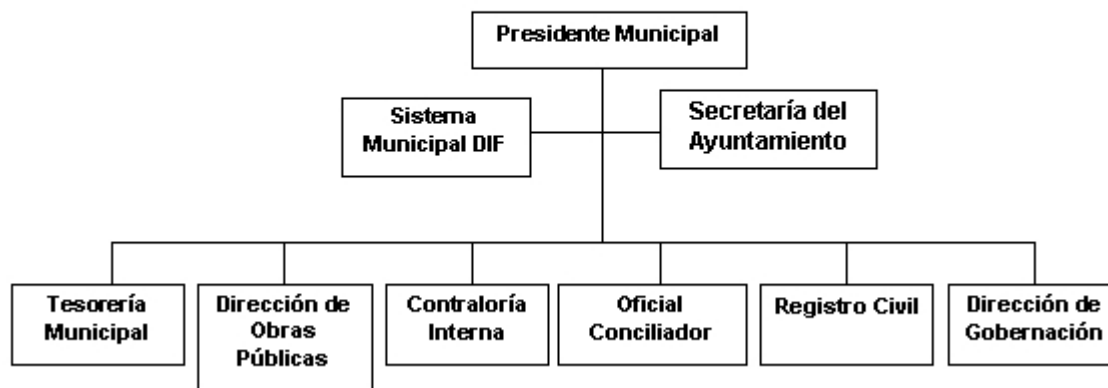 Presidente Municipal
Sistema
Municipal DIF
Secretaría del
Ayuntamiento
Tesorería
Municipal
Dirección de
Obras
Públicas
Contraloría
Interna
Oficial
Conciliador
Registro Civil
Dirección de
Gobernación